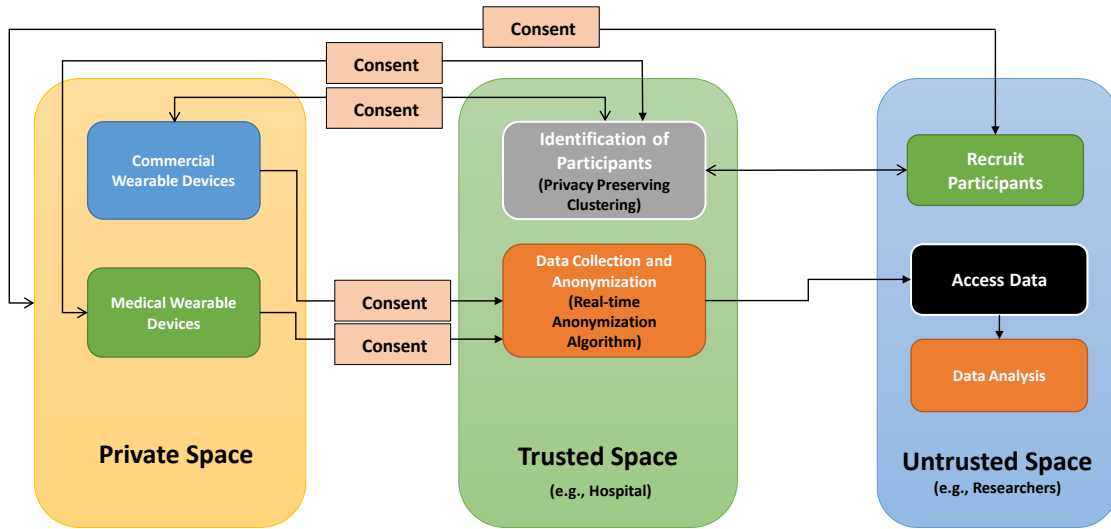 Consent
Consent
Consent
Commercial
Wearable Devices
Identification of
Participants
(Privacy Preserving
Clustering)
Recruit
Participants
Medical Wearable
Devices
Consent
Consent
Data Collection and
Anonymization
(Real-time
Anonymization
Algorithm)
Access Data
Data Analysis
Private Space
Trusted Space
(e.g., Hospital)
Untrusted Space
(e.g., Researchers)